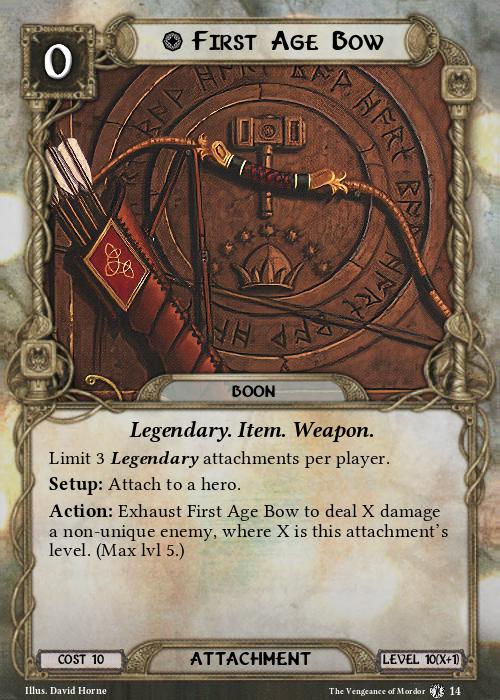 0
First Age Bow
BOON
Legendary. Item. Weapon.
Limit 3 Legendary attachments per player.
Setup: Attach to a hero.
Action: Exhaust First Age Bow to deal X damage
a non-unique enemy, where X is this attachment's
level. (Max lvl 5.)
COST 10
ATTACHMENT
LEVEL 10(X+1)
Illus. David Horne
The Vengeance of Mordor 14